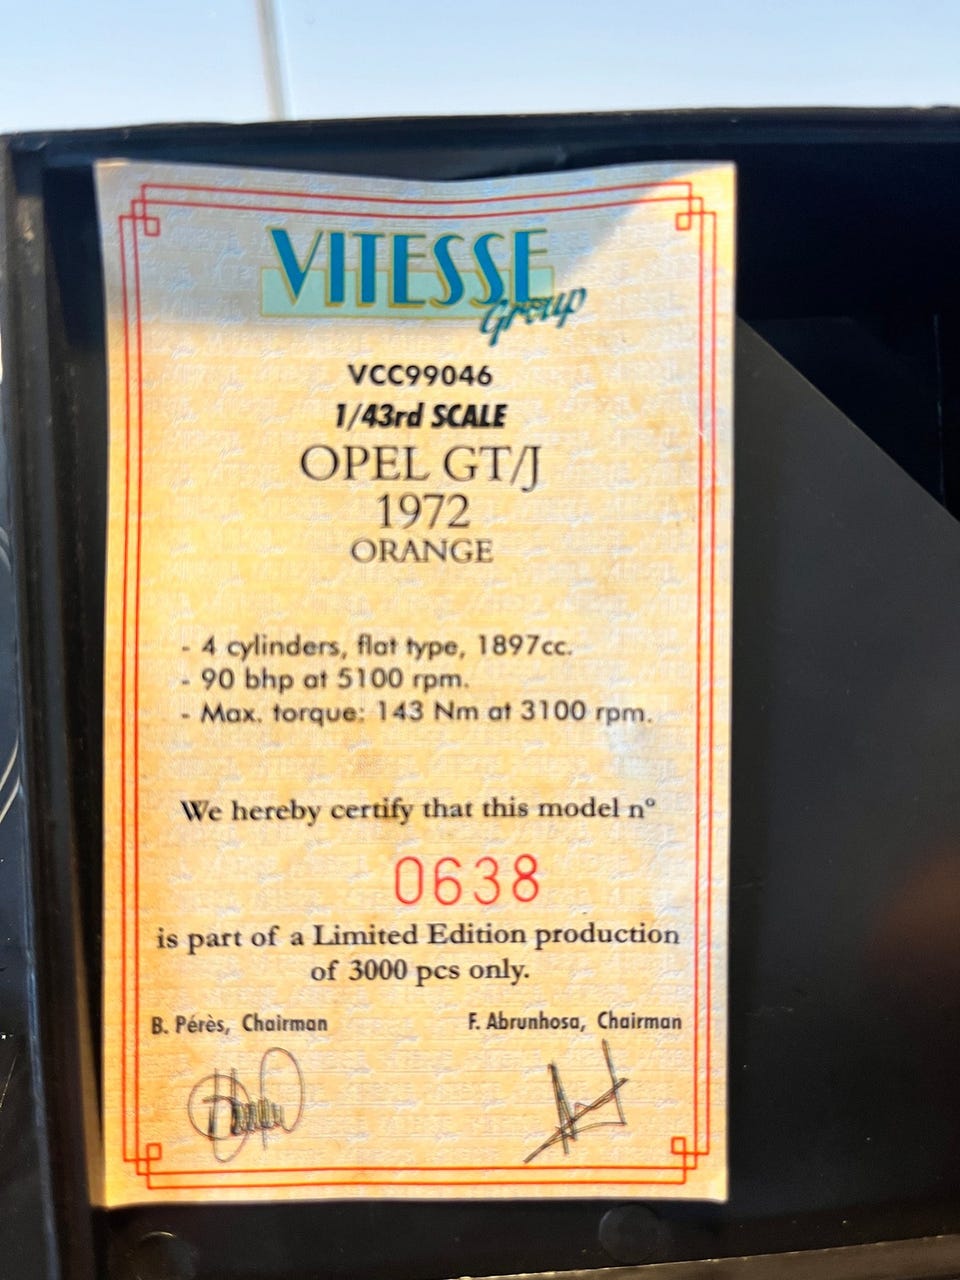 VITESSE
Group
VCC99046
1/43rd SCALE
OPEL GT/J
1972
ORANGE
- 4 cylinders, flat type, 1897cc.
- 90 bhp at 5100 rpm.
- Max. torque: 143 Nm at 3100 rpm.
We hereby certify that this model nº
0638
is part of a Limited Edition production
of 3000 pcs only.
B. Pérès, Chairman F. Abrunhosa, Chairman